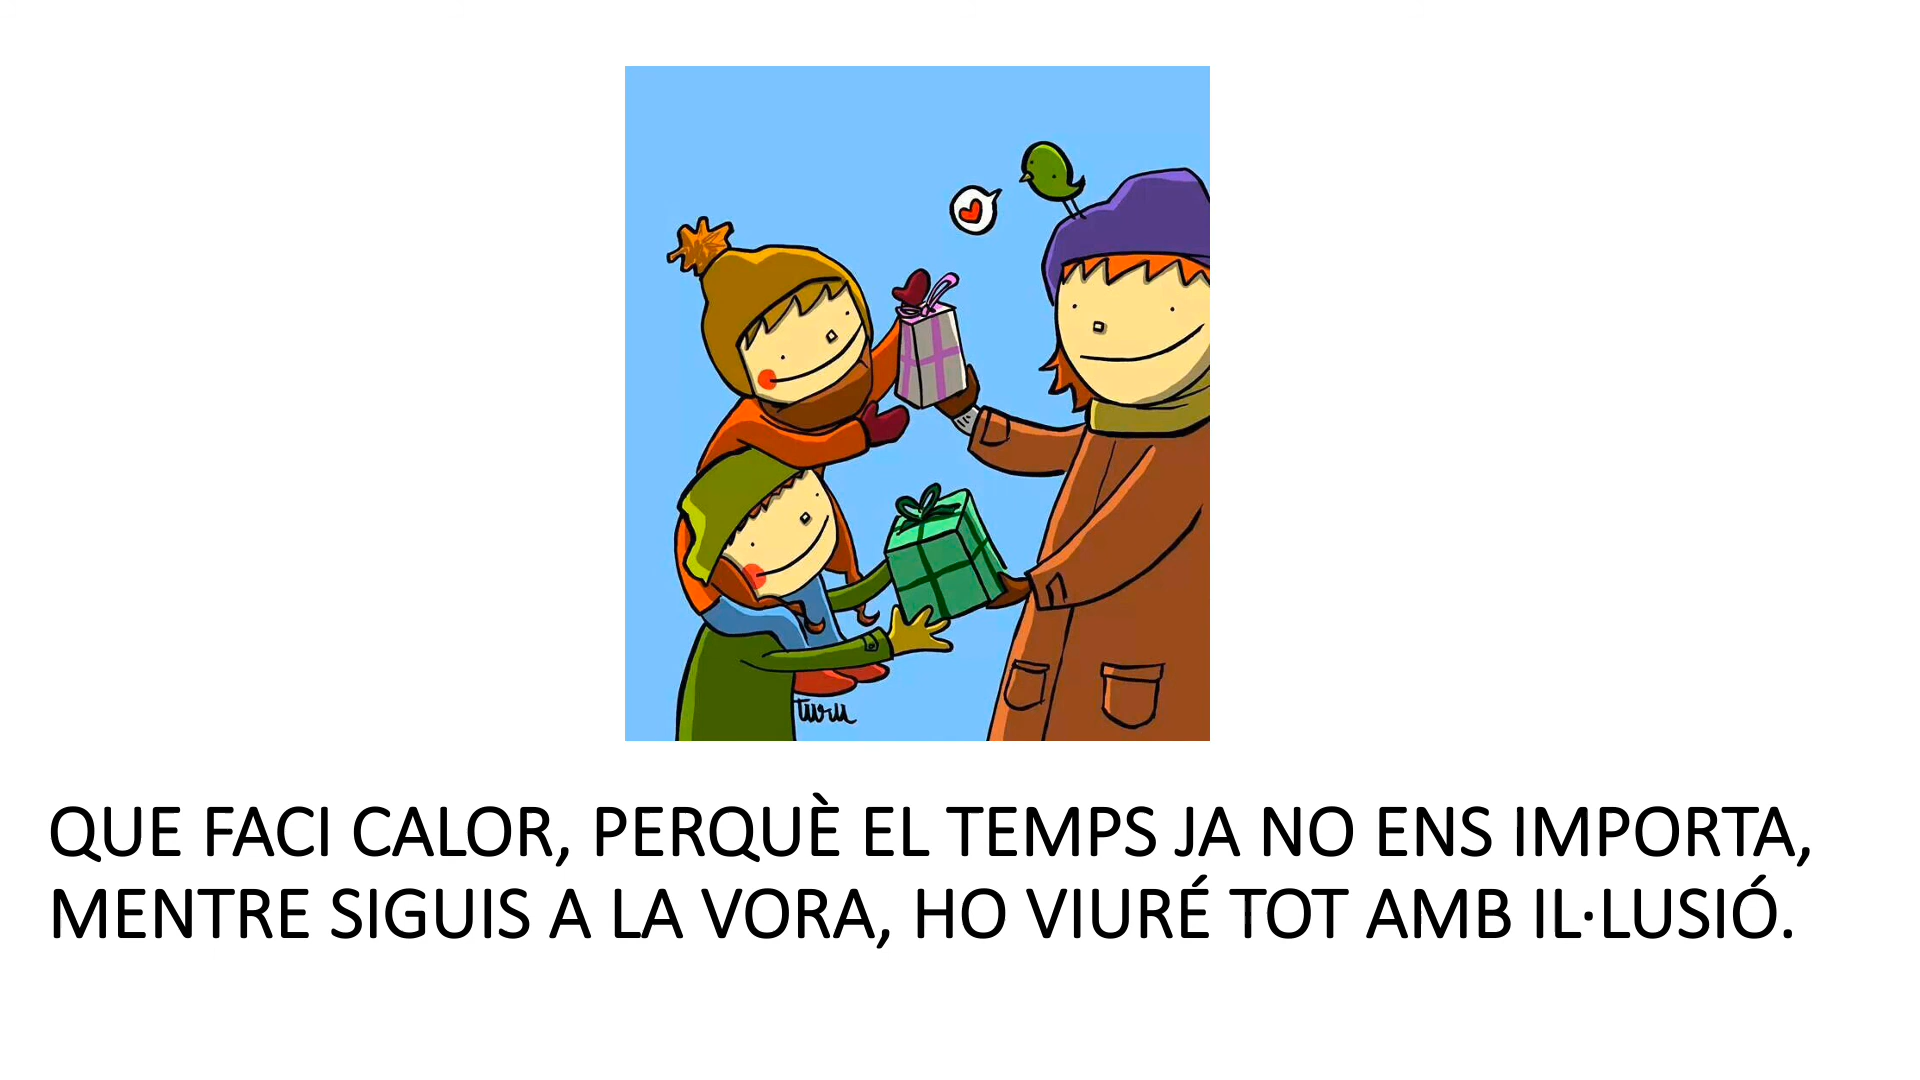 turu
QUE FACI CALOR, PERQUÈ EL TEMPS JA NO ENS IMPORTA,
MENTRE SIGUIS A LA VORA, HO VIURÉ TOT AMB IL·LUSIÓ.